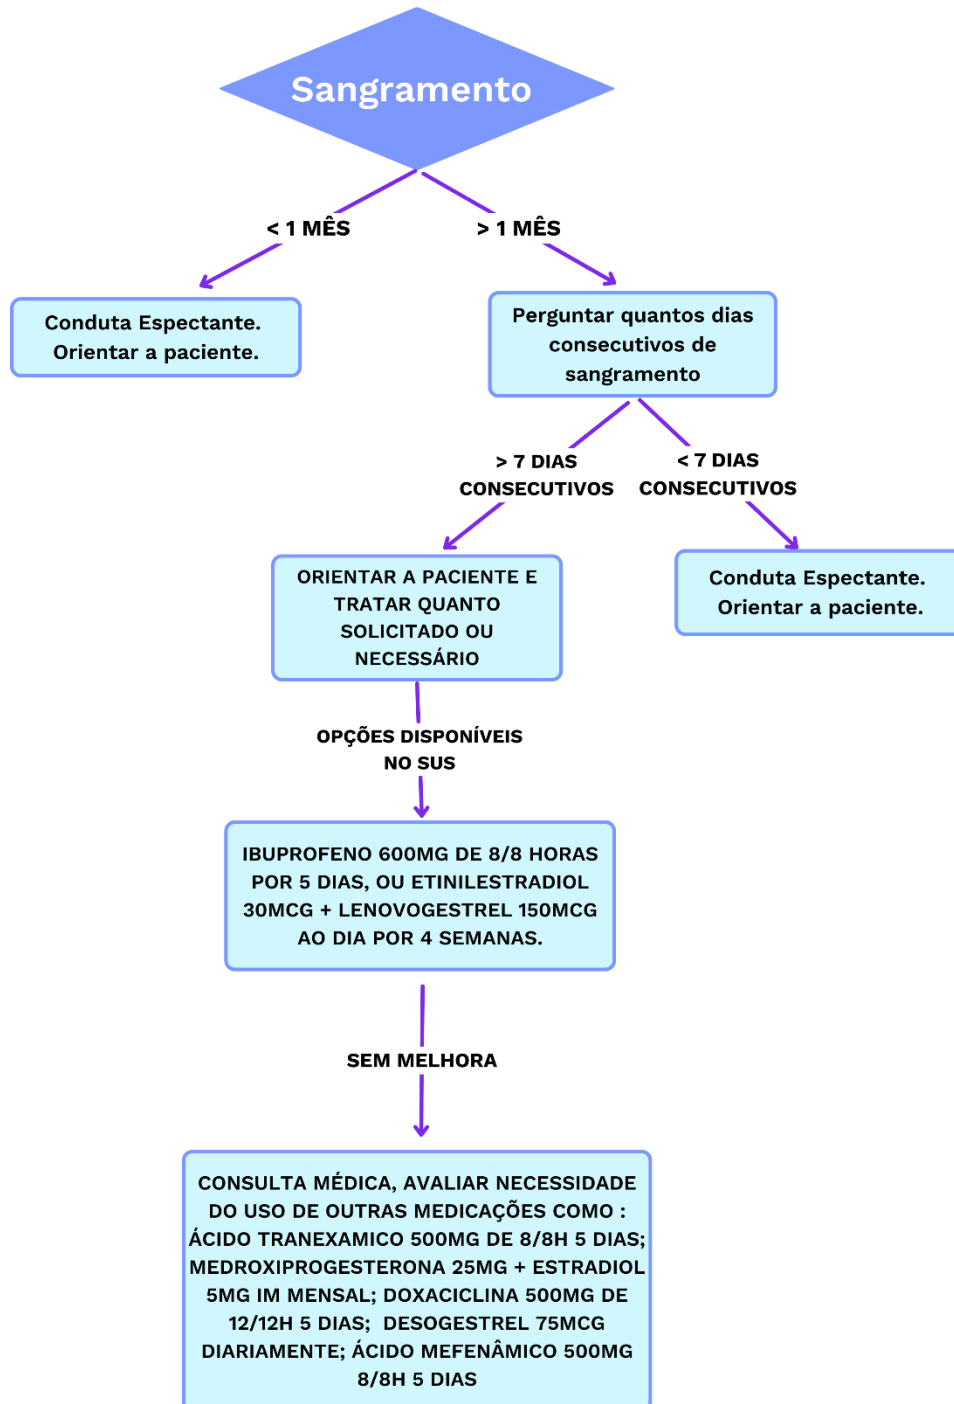 Sangramento
< 1 MÊS
> 1 MÊS
Conduta Espectante.
Orientar a paciente.
Perguntar quantos dias
consecutivos de
sangramento
> 7 DIAS
CONSECUTIVOS
< 7 DIAS
CONSECUTIVOS
ORIENTAR A PACIENTE E
TRATAR QUANTO
SOLICITADO OU
NECESSÁRIO
Conduta Espectante.
Orientar a paciente.
OPÇÕES DISPONÍVEIS
NO SUS
IBUPROFENO 600MG DE 8/8 HORAS
POR 5 DIAS, OU ETINILESTRADIOL
30MCG + LENOVOGESTREL 150MCG
AO DIA POR 4 SEMANAS.
SEM MELHORA
CONSULTA MÉDICA, AVALIAR NECESSIDADE
DO USO DE OUTRAS MEDICAÇÕES COMO :
ÁCIDO TRANEXAMICO 500MG DE 8/8H 5 DIAS;
MEDROXIPROGESTERONA 25MG + ESTRADIOL
5MG IM MENSAL; DOXACICLINA 500MG DE
12/12H 5 DIAS;  DESOGESTREL 75MCG
DIARIAMENTE; ÁCIDO MEFENÂMICO 500MG
8/8H 5 DIAS